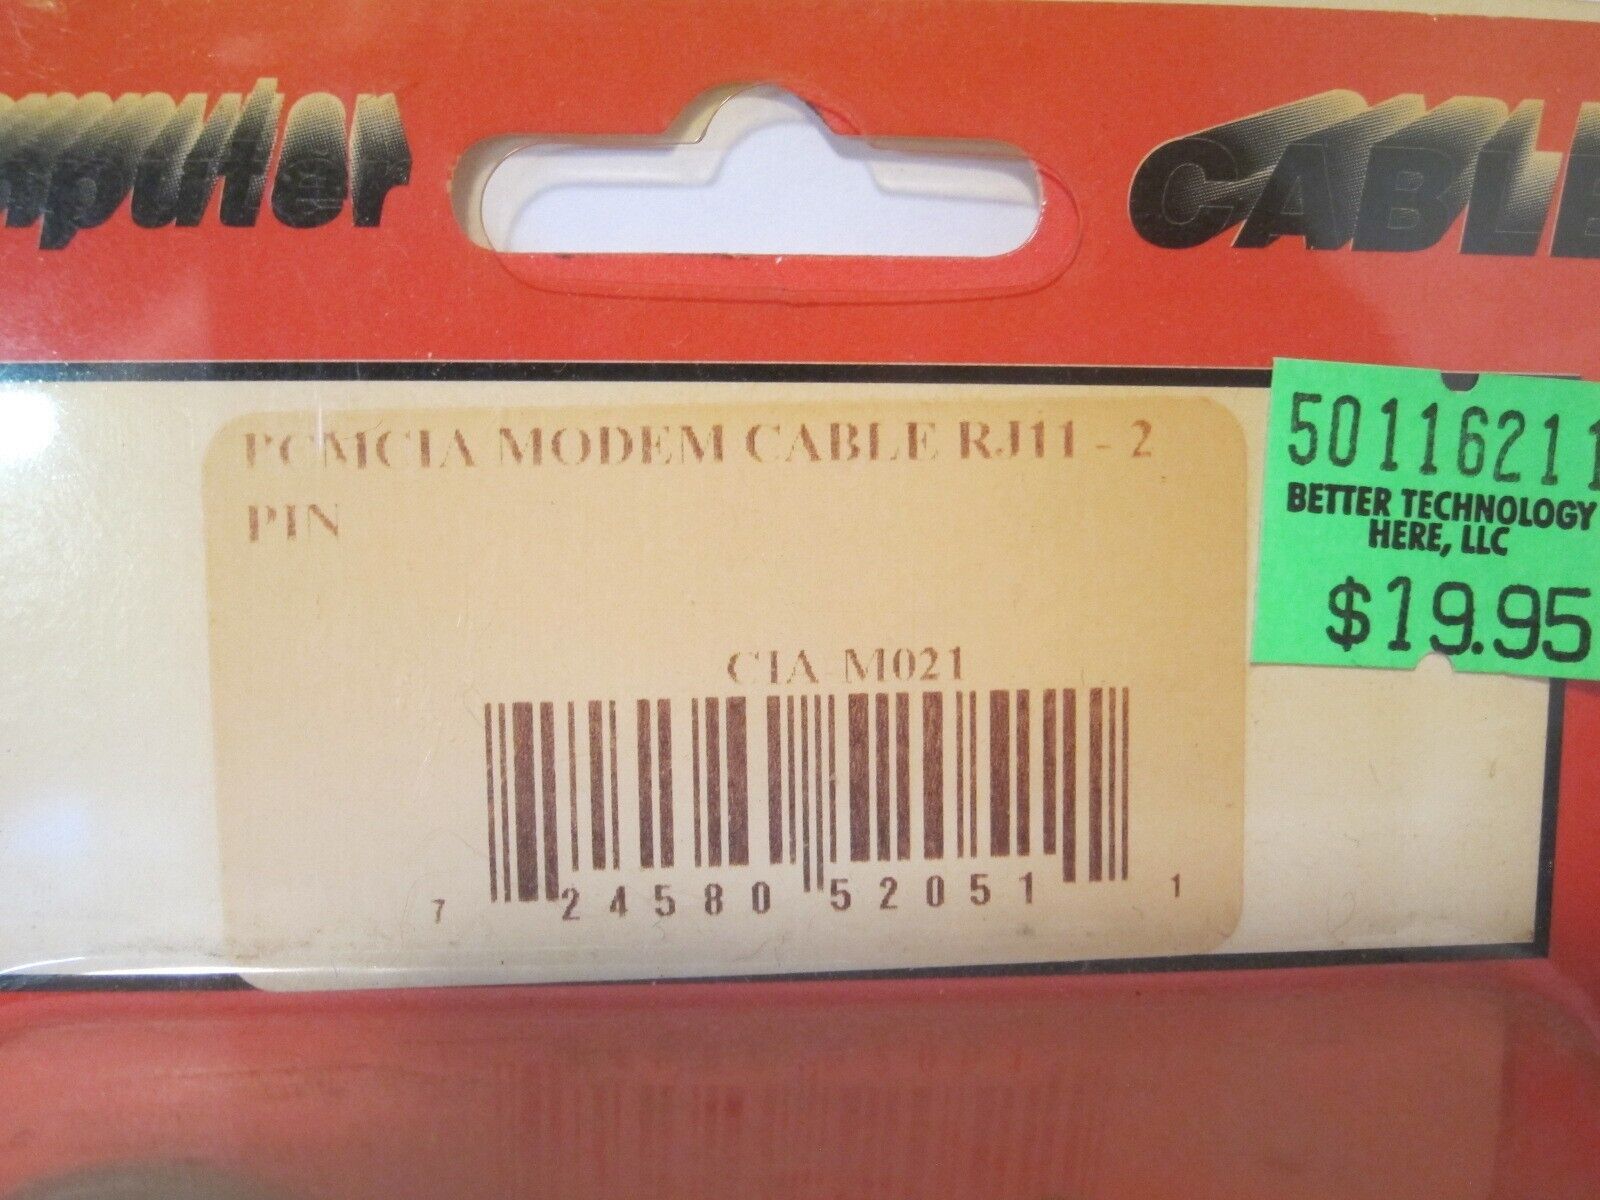 mputer
CABLE
PCMCIA MODEM CABLE RJ11 - 2
PIN
CIA-M021
7 24580 52051 1
50116211
BETTER TECHNOLOGY
HERE, LLC
$19.95